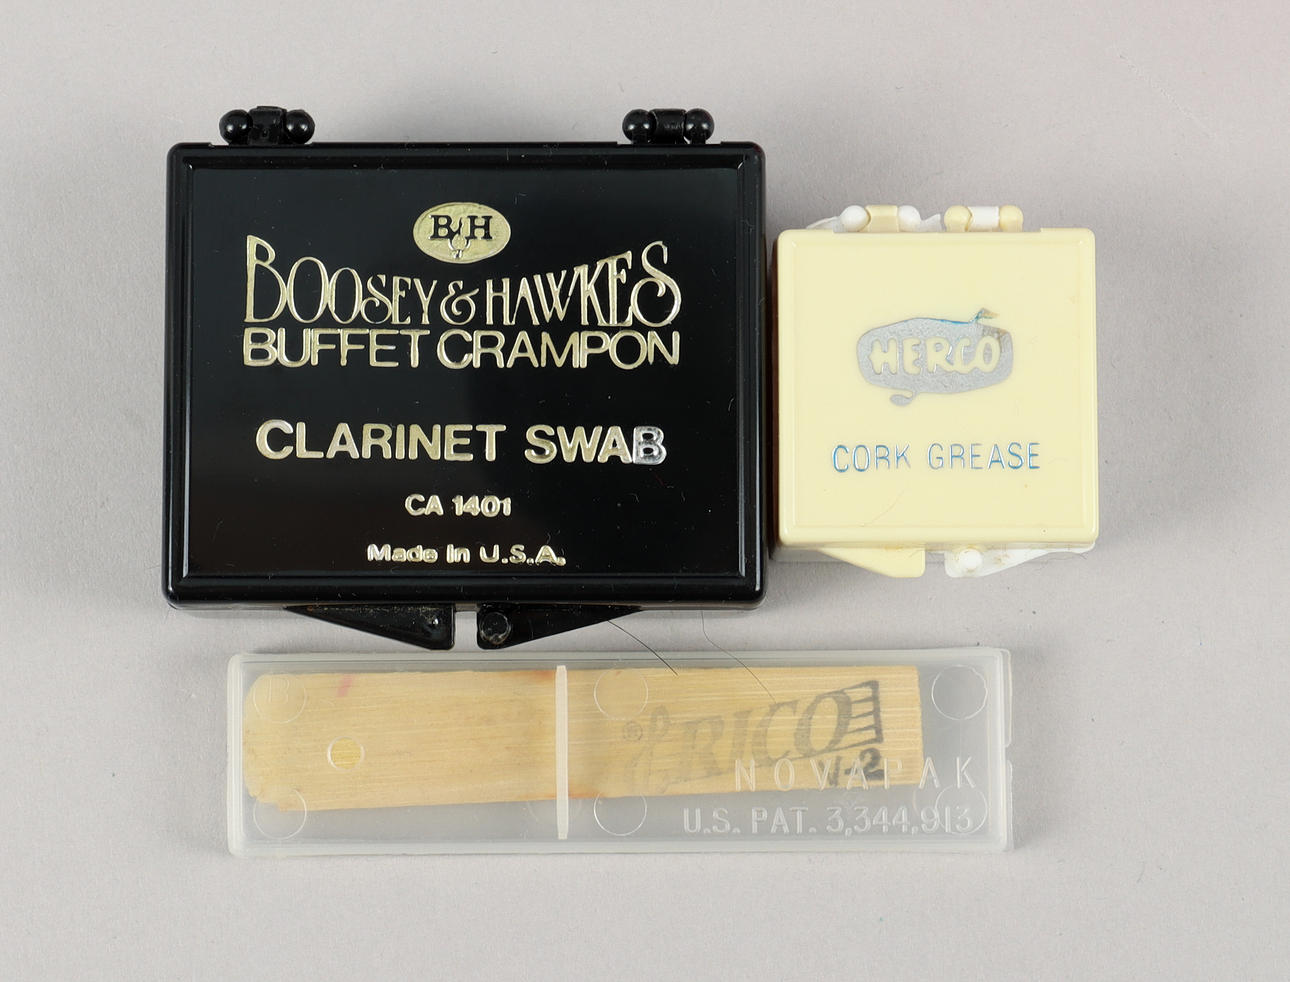 B&H
BOOSEY & HAWKES
BUFFET CRAMPON
CLARINET SWAB
CA 1401
Made In U.S.A.
HERCO
CORK GREASE
® RICO
V-2
NOVAPAK
U.S. PAT. 3,344,913